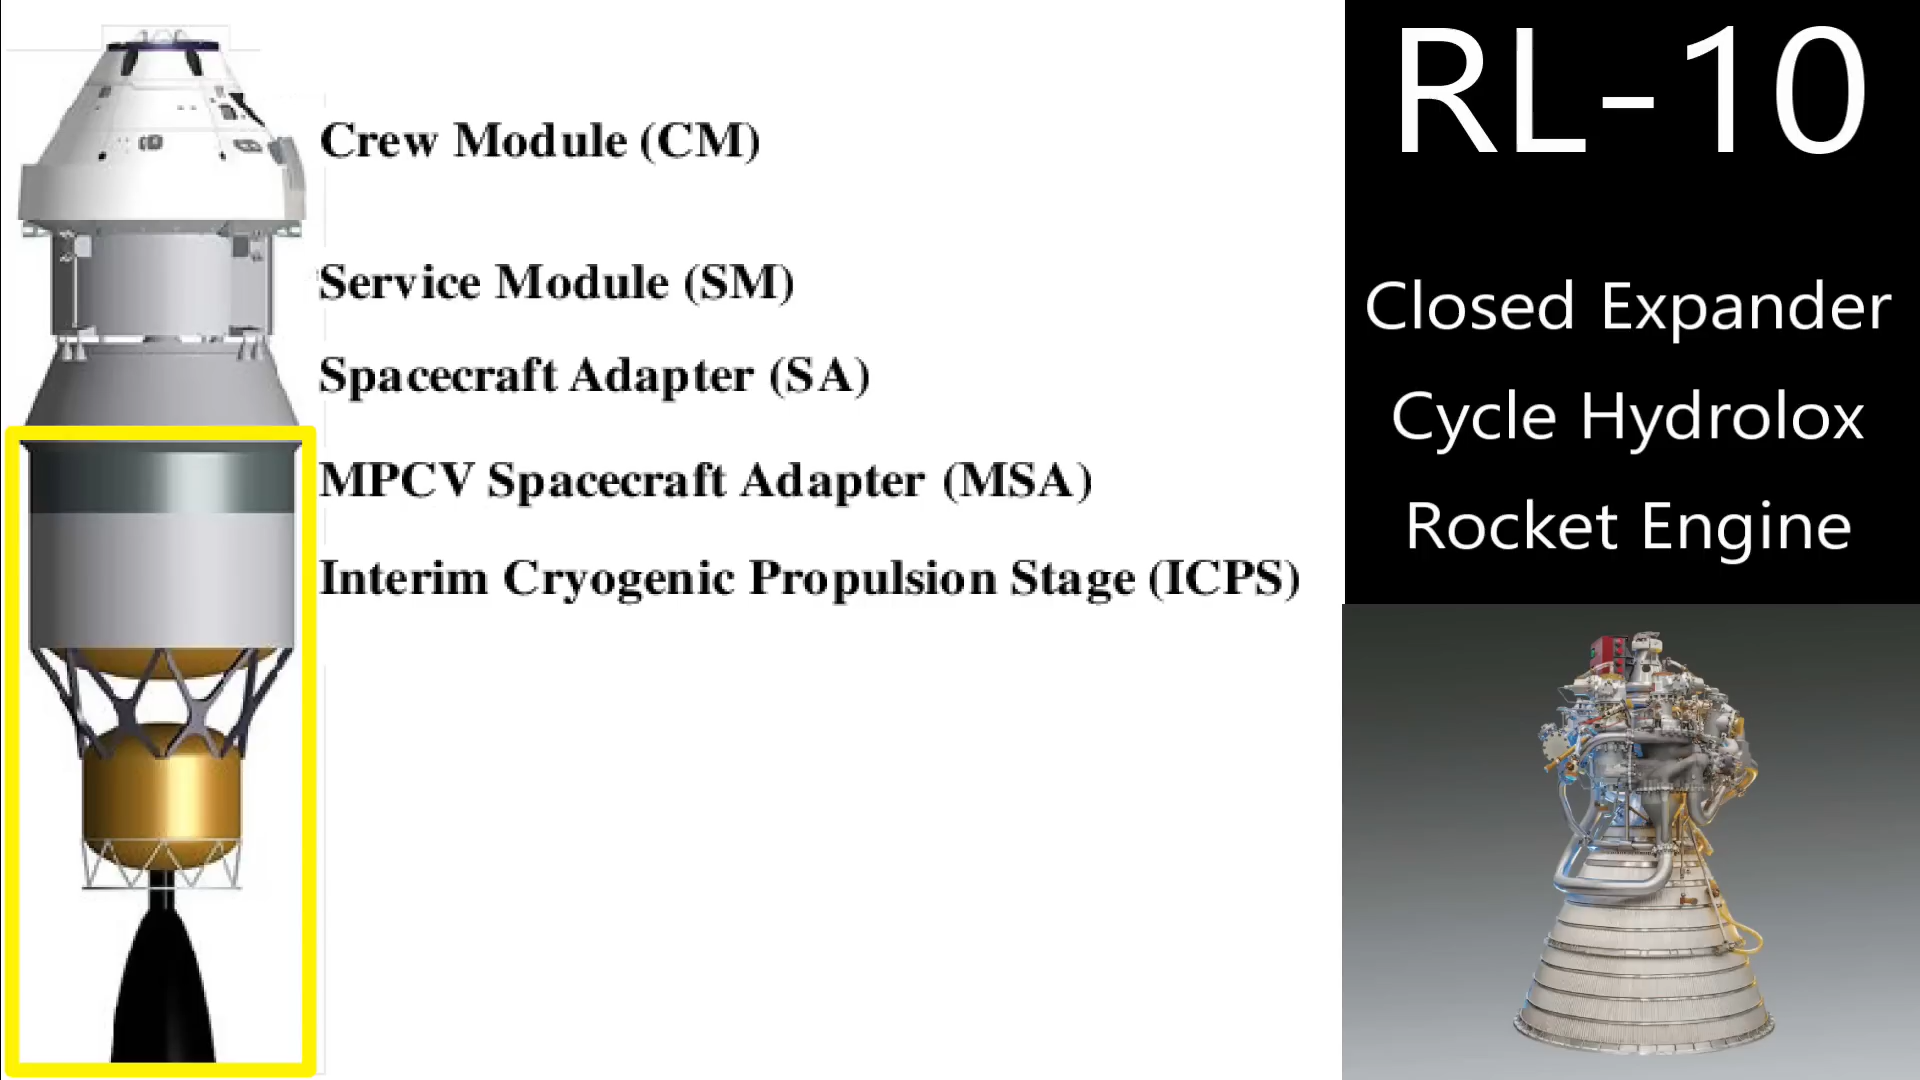 Crew Module (CM)
Service Module (SM)
Spacecraft Adapter (SA)
MPCV Spacecraft Adapter (MSA)
Interim Cryogenic Propulsion Stage (ICPS)
RL-10
Closed Expander
Cycle Hydrolox
Rocket Engine